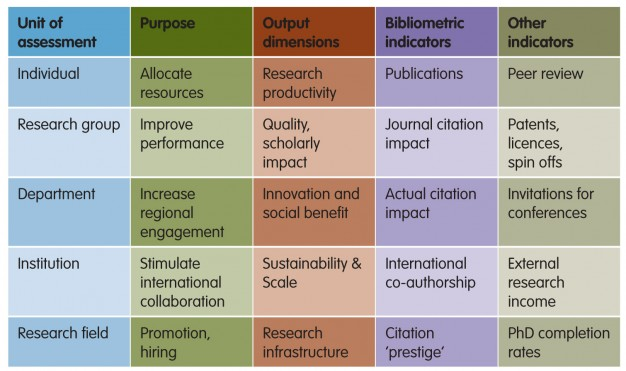 Unit of assessment | Purpose | Output dimensions | Bibliometric indicators | Other indicators
Individual | Allocate resources | Research productivity | Publications | Peer review
Research group | Improve performance | Quality, scholarly impact | Journal citation impact | Patents, licences, spin offs
Department | Increase regional engagement | Innovation and social benefit | Actual citation impact | Invitations for conferences
Institution | Stimulate international collaboration | Sustainability & Scale | International co-authorship | External research income
Research field | Promotion, hiring | Research infrastructure | Citation ‘prestige’ | PhD completion rates